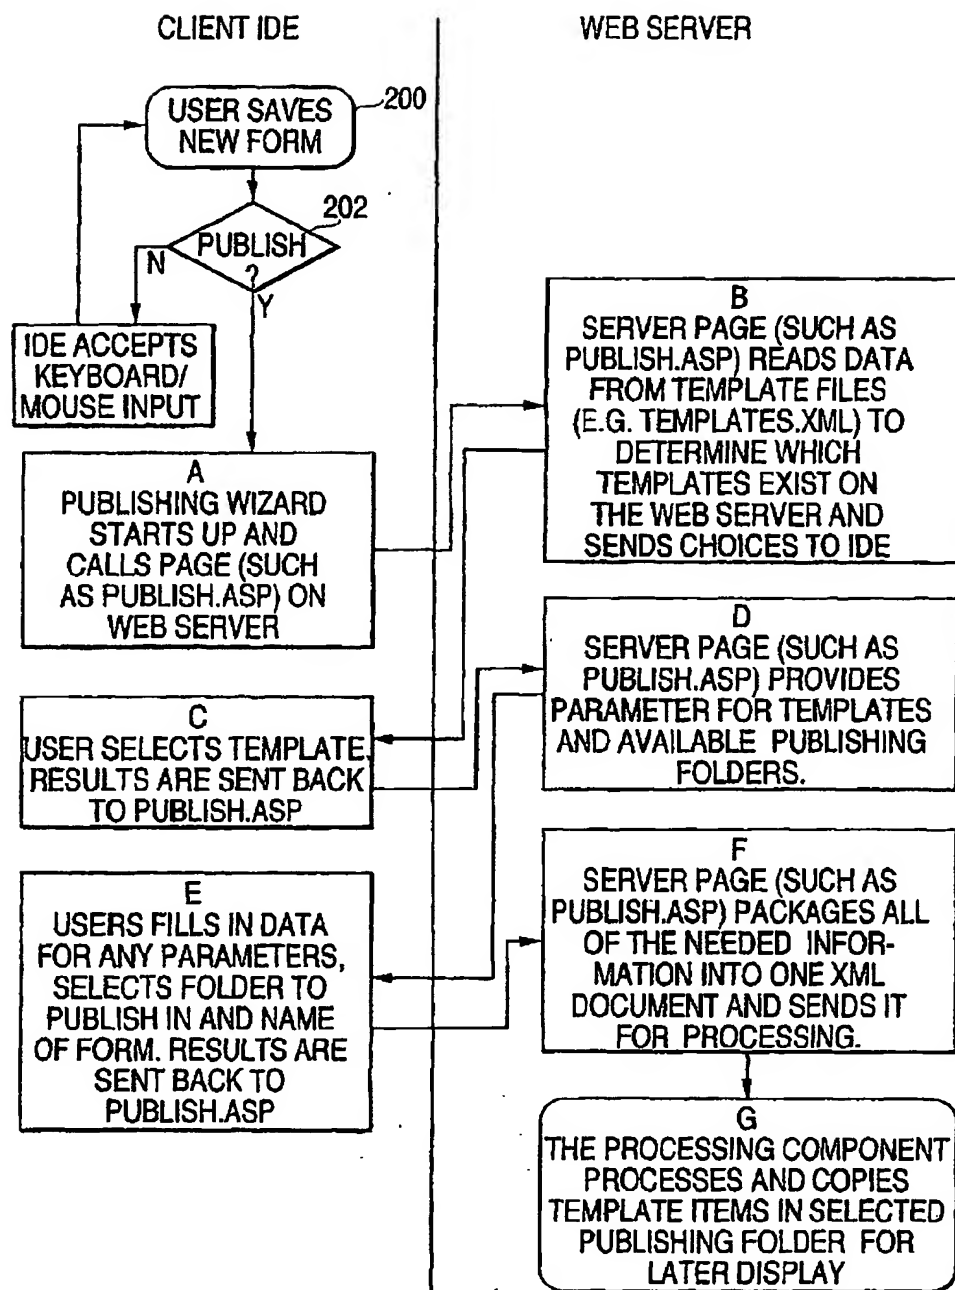 CLIENT IDE
WEB SERVER
USER SAVES
NEW FORM
200
202
PUBLISH
?
N
Y
IDE ACCEPTS
KEYBOARD/
MOUSE INPUT
A
PUBLISHING WIZARD
STARTS UP AND
CALLS PAGE (SUCH
AS PUBLISH.ASP) ON
WEB SERVER
B
SERVER PAGE (SUCH AS
PUBLISH.ASP) READS DATA
FROM TEMPLATE FILES
(E.G. TEMPLATES.XML) TO
DETERMINE WHICH
TEMPLATES EXIST ON
THE WEB SERVER AND
SENDS CHOICES TO IDE
C
USER SELECTS TEMPLATE.
RESULTS ARE SENT BACK
TO PUBLISH.ASP
D
SERVER PAGE (SUCH AS
PUBLISH.ASP) PROVIDES
PARAMETER FOR TEMPLATES
AND AVAILABLE PUBLISHING
FOLDERS.
E
USERS FILLS IN DATA
FOR ANY PARAMETERS,
SELECTS FOLDER TO
PUBLISH IN AND NAME
OF FORM. RESULTS ARE
SENT BACK TO
PUBLISH.ASP
F
SERVER PAGE (SUCH AS
PUBLISH.ASP) PACKAGES ALL
OF THE NEEDED INFOR-
MATION INTO ONE XML
DOCUMENT AND SENDS IT
FOR PROCESSING.
G
THE PROCESSING COMPONENT
PROCESSES AND COPIES
TEMPLATE ITEMS IN SELECTED
PUBLISHING FOLDER FOR
LATER DISPLAY